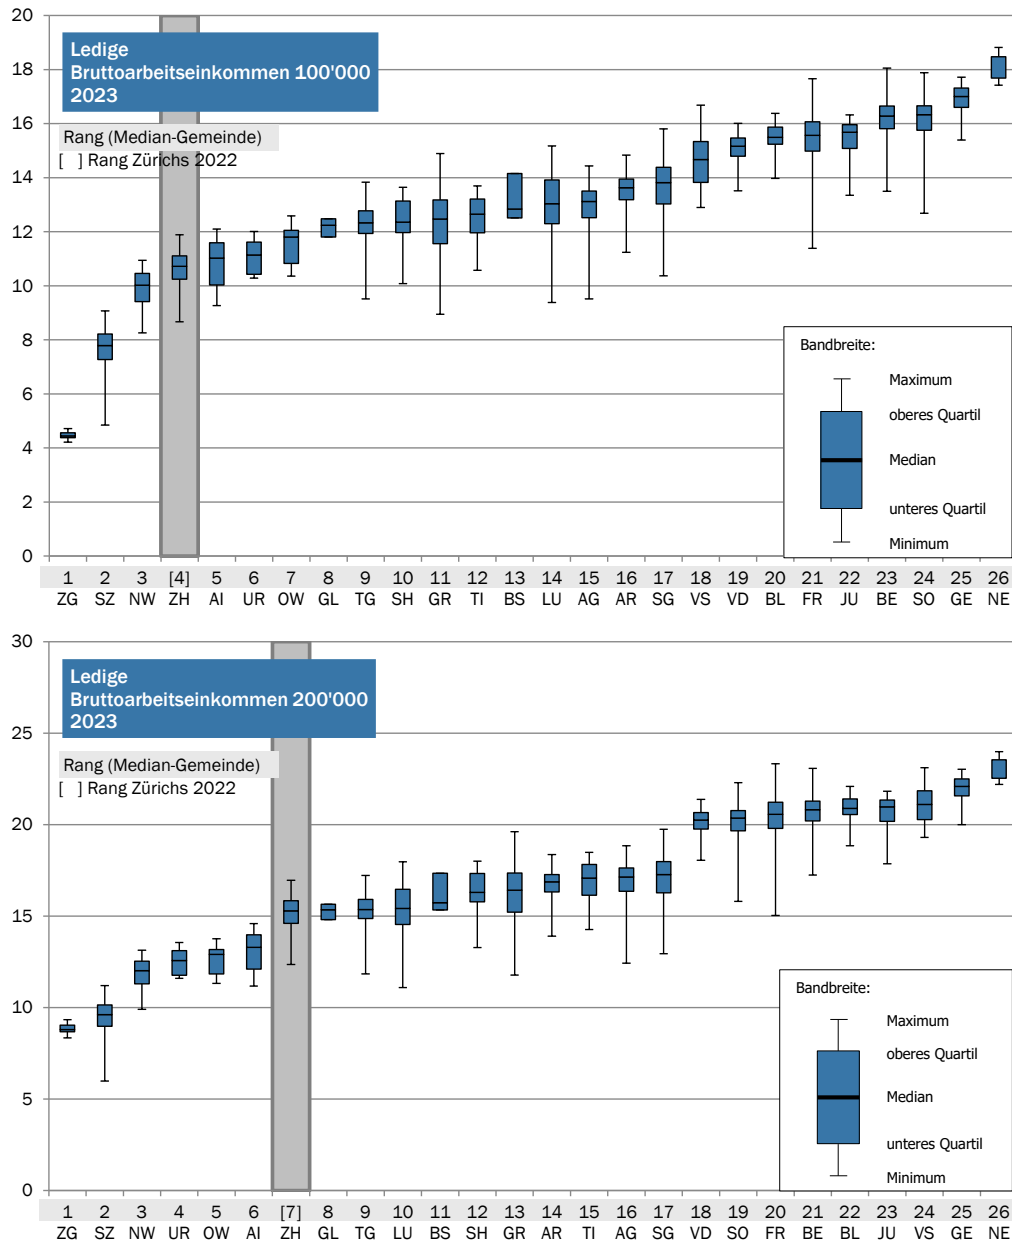 20
18
16
14
12
10
8
6
4
2
0
Ledige
Bruttoarbeitseinkommen 100'000
2023
Rang (Median-Gemeinde)
[ ] Rang Zürichs 2022
Bandbreite:
Maximum
oberes Quartil
Median
unteres Quartil
Minimum
1 2 3 [4] 5 6 7 8 9 10 11 12 13 14 15 16 17 18 19 20 21 22 23 24 25 26
ZG SZ NW ZH AI UR OW GL TG SH GR TI BS LU AG AR SG VS VD BL FR JU BE SO GE NE
30
25
20
15
10
5
0
Ledige
Bruttoarbeitseinkommen 200'000
2023
Rang (Median-Gemeinde)
[ ] Rang Zürichs 2022
Bandbreite:
Maximum
oberes Quartil
Median
unteres Quartil
Minimum
1 2 3 4 5 6 [7] 8 9 10 11 12 13 14 15 16 17 18 19 20 21 22 23 24 25 26
ZG SZ NW UR OW AI ZH GL TG LU BS SH GR AR TI AG SG VD SO FR BE BL JU VS GE NE